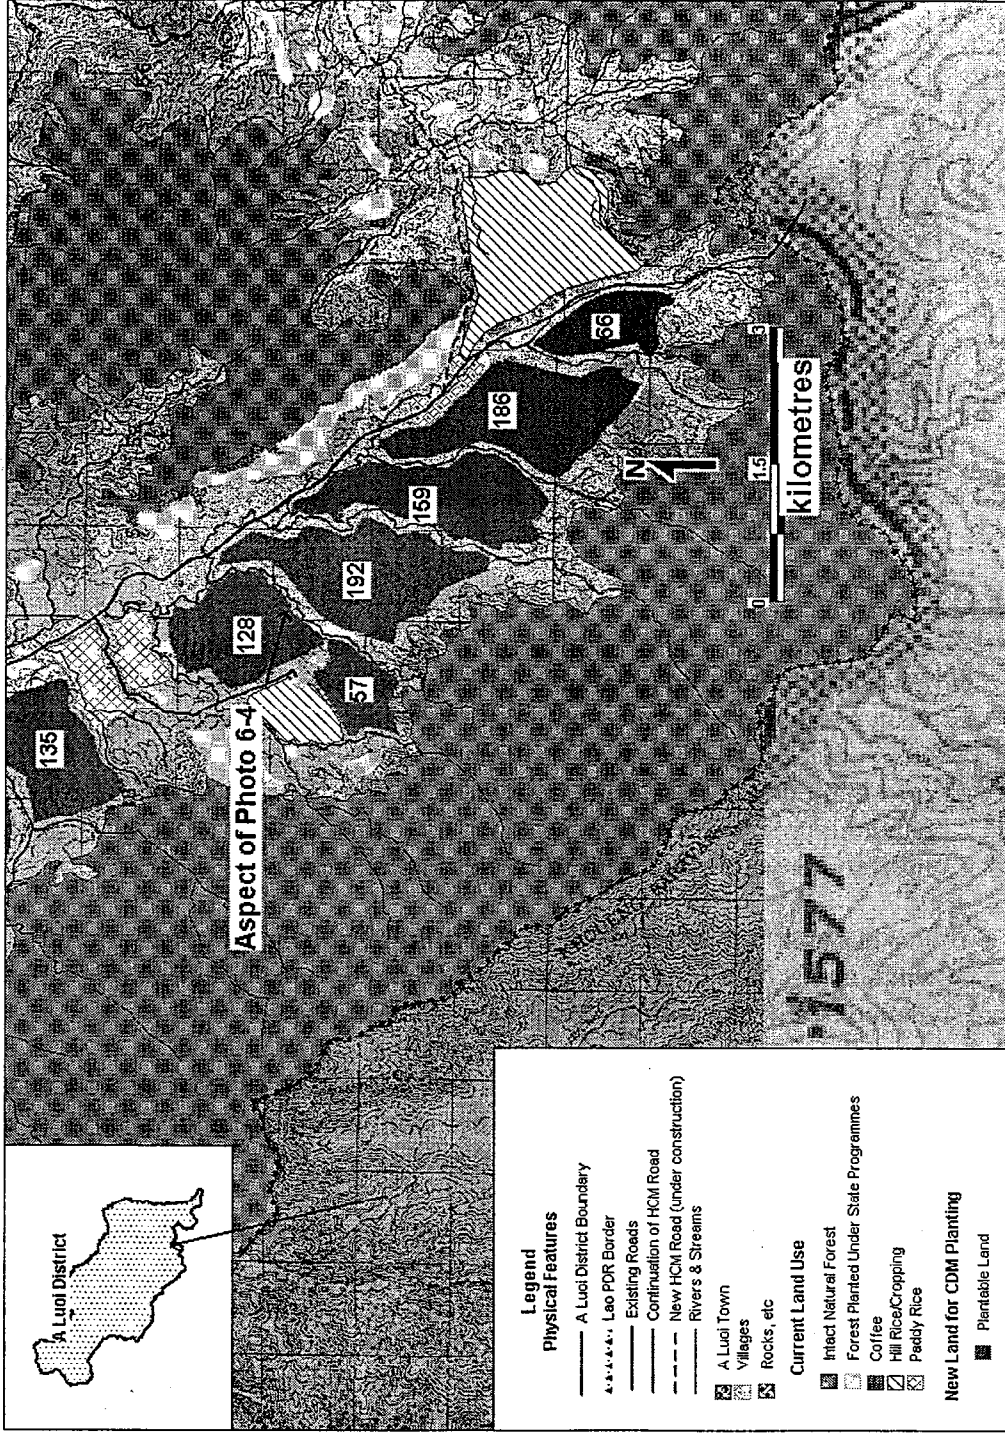 A Luoi District
Legend
Physical Features
A Luoi District Boundary
Lao PDR Border
Existing Roads
Continuation of HCM Road
New HCM Road (under construction)
Rivers & Streams
A Luoi Town
Villages
Rocks, etc
Current Land Use
Intact Natural Forest
Forest Planted Under State Programmes
Coffee
Hill Rice/Cropping
Paddy Rice
New Land for CDM Planting
Plantable Land
Aspect of Photo 6-4
135
128
57
192
159
186
66
N
0
1.5
3
kilometres
1577